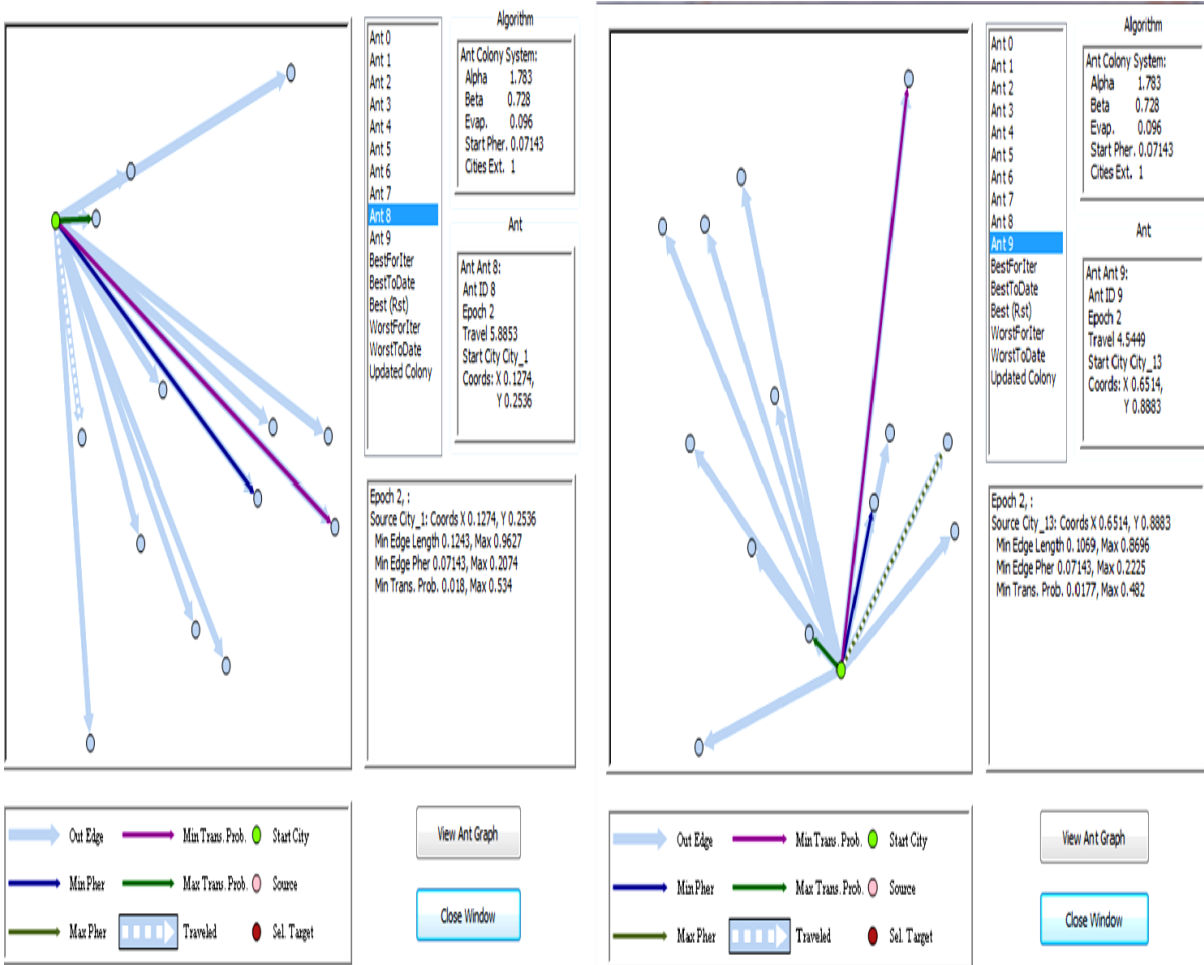 Ant 0
Ant 1
Ant 2
Ant 3
Ant 4
Ant 5
Ant 6
Ant 7
Ant 8
Ant 9
BestForIter
BestToDate
Best (Rst)
WorstForIter
WorstToDate
Updated Colony
Algorithm
Ant Colony System:
Alpha 1.783
Beta 0.728
Evap. 0.096
Start Pher. 0.07143
Cities Ext. 1
Ant
Ant Ant 8:
Ant ID 8
Epoch 2
Travel 5.8853
Start City City_1
Coords: X 0.1274,
Y 0.2536
Epoch 2, :
Source City_1: Coords X 0.1274, Y 0.2536
Min Edge Length 0.1243, Max 0.9627
Min Edge Pher 0.07143, Max 0.2074
Min Trans. Prob. 0.018, Max 0.534
Out Edge Min Trans. Prob. Start City
Min Pher Max Trans. Prob. Source
Max Pher Traveled Sel. Target
View Ant Graph
Close Window
Ant 0
Ant 1
Ant 2
Ant 3
Ant 4
Ant 5
Ant 6
Ant 7
Ant 8
Ant 9
BestForIter
BestToDate
Best (Rst)
WorstForIter
WorstToDate
Updated Colony
Algorithm
Ant Colony System:
Alpha 1.783
Beta 0.728
Evap. 0.096
Start Pher. 0.07143
Cities Ext. 1
Ant
Ant Ant 9:
Ant ID 9
Epoch 2
Travel 4.5449
Start City City_13
Coords: X 0.6514,
Y 0.8883
Epoch 2, :
Source City_13: Coords X 0.6514, Y 0.8883
Min Edge Length 0.1069, Max 0.8696
Min Edge Pher 0.07143, Max 0.2225
Min Trans. Prob. 0.0177, Max 0.482
Out Edge Min Trans. Prob. Start City
Min Pher Max Trans. Prob. Source
Max Pher Traveled Sel. Target
View Ant Graph
Close Window